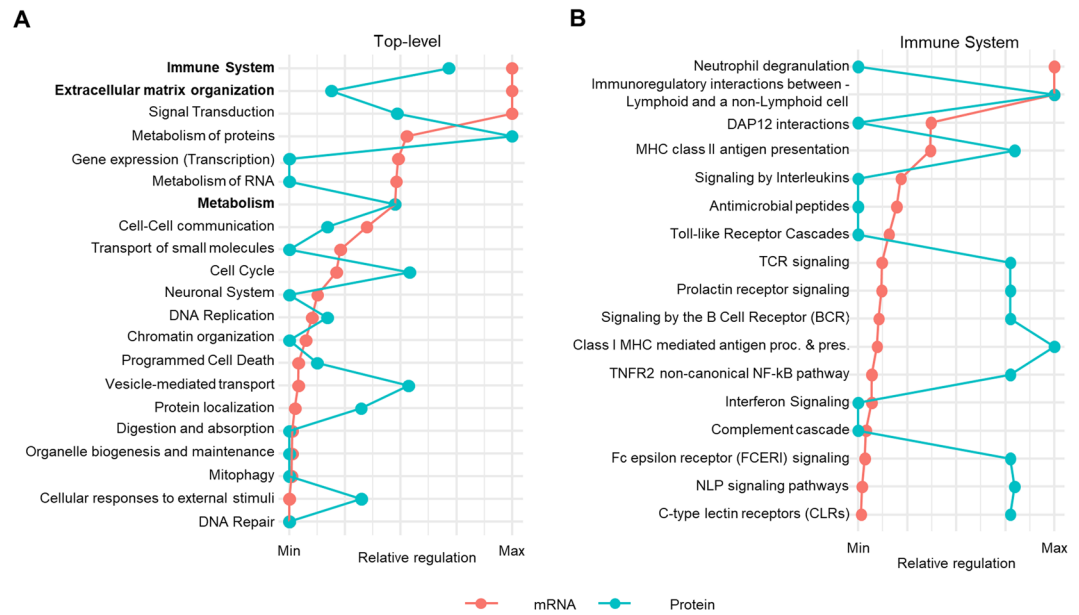 A
Top-level
Immune System
Extracellular matrix organization
Signal Transduction
Metabolism of proteins
Gene expression (Transcription)
Metabolism of RNA
Metabolism
Cell-Cell communication
Transport of small molecules
Cell Cycle
Neuronal System
DNA Replication
Chromatin organization
Programmed Cell Death
Vesicle-mediated transport
Protein localization
Digestion and absorption
Organelle biogenesis and maintenance
Mitophagy
Cellular responses to external stimuli
DNA Repair
Min
Relative regulation
Max
B
Immune System
Neutrophil degranulation
Immunoregulatory interactions between -
Lymphoid and a non-Lymphoid cell
DAP12 interactions
MHC class II antigen presentation
Signaling by Interleukins
Antimicrobial peptides
Toll-like Receptor Cascades
TCR signaling
Prolactin receptor signaling
Signaling by the B Cell Receptor (BCR)
Class I MHC mediated antigen proc. & pres.
TNFR2 non-canonical NF-kB pathway
Interferon Signaling
Complement cascade
Fc epsilon receptor (FCERI) signaling
NLP signaling pathways
C-type lectin receptors (CLRs)
Min
Relative regulation
Max
mRNA
Protein